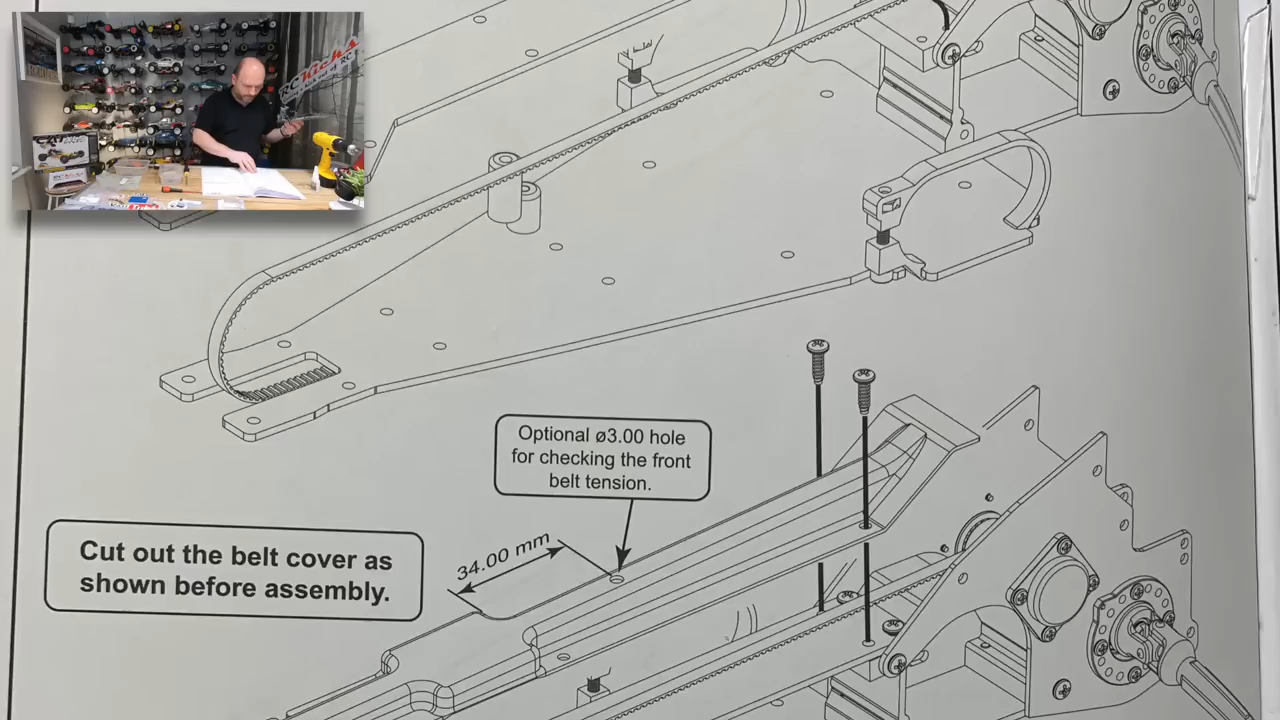 RCKicks
Optional ø3.00 hole
for checking the front
belt tension.
34.00 mm
Cut out the belt cover as
shown before assembly.